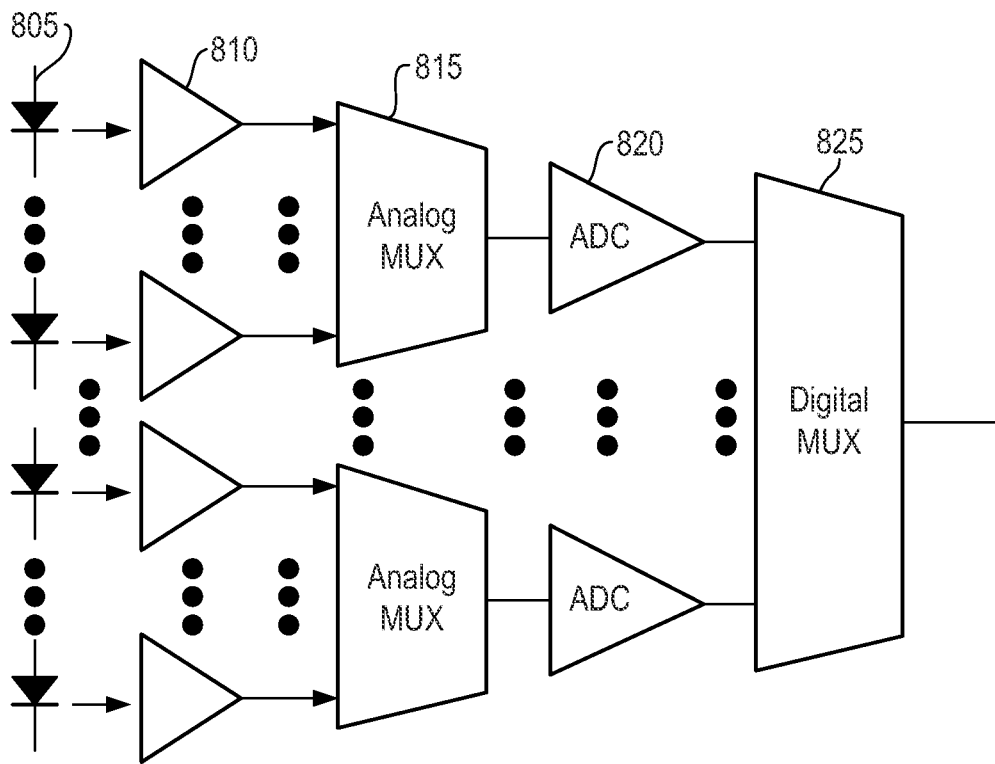 805
810
815
820
825
Analog
MUX
ADC
Digital
MUX
Analog
MUX
ADC